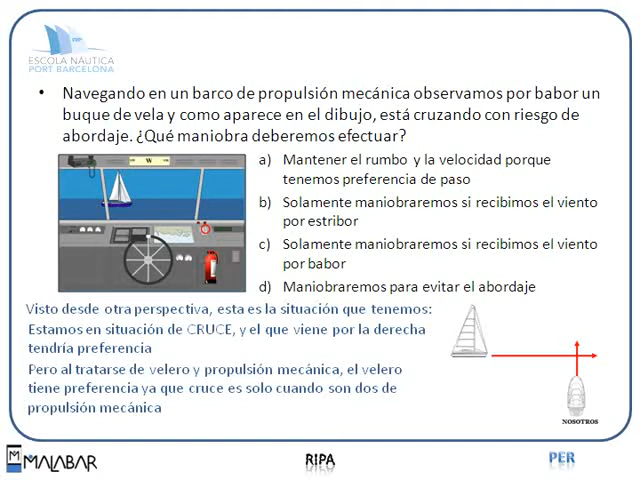 ESCOLA NÀUTICA
PORT BARCELONA
• Navegando en un barco de propulsión mecánica observamos por babor un
buque de vela y como aparece en el dibujo, está cruzando con riesgo de
abordaje. ¿Qué maniobra deberemos efectuar?
W
a) Mantener el rumbo y la velocidad porque
tenemos preferencia de paso
b) Solamente maniobraremos si recibimos el viento
por estribor
c) Solamente maniobraremos si recibimos el viento
por babor
d) Maniobraremos para evitar el abordaje
Visto desde otra perspectiva, esta es la situación que tenemos:
Estamos en situación de CRUCE, y el que viene por la derecha
tendría preferencia
Pero al tratarse de velero y propulsión mecánica, el velero
tiene preferencia ya que cruce es solo cuando son dos de
propulsión mecánica
NOSOTROS
MALABAR
RIPA
PER